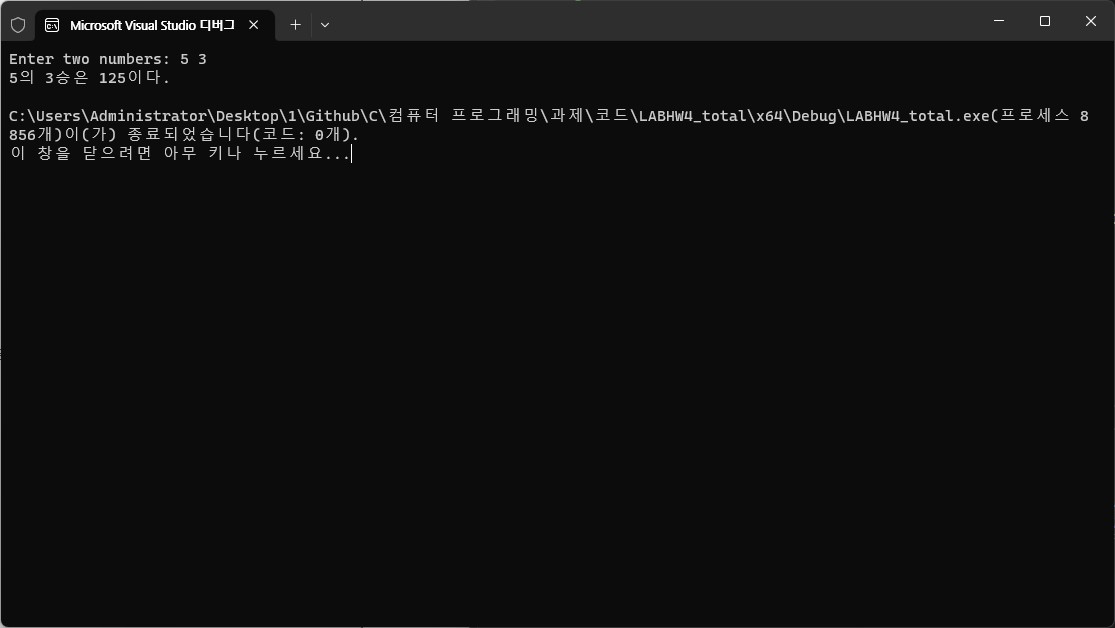 Microsoft Visual Studio 디버그
Enter two numbers: 5 3
5의 3승은 125이다.
C:\Users\Administrator\Desktop\1\Github\C\컴퓨터 프로그래밍\과제\코드\LABHW4_total\x64\Debug\LABHW4_total.exe(프로세스 8
856개)이(가) 종료되었습니다(코드: 0개).
이 창을 닫으려면 아무 키나 누르세요...